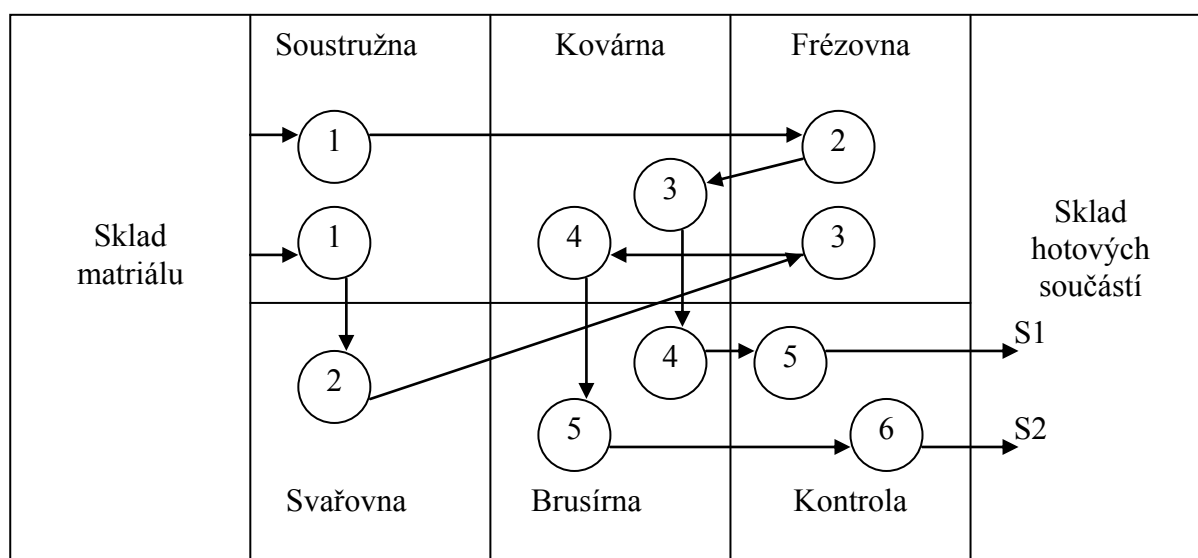 Soustružna
Kovárna
Frézovna
1
2
3
Sklad
matriálu
1
4
3
Sklad
hotových
součástí
S1
2
4
5
5
6
S2
Svařovna
Brusírna
Kontrola